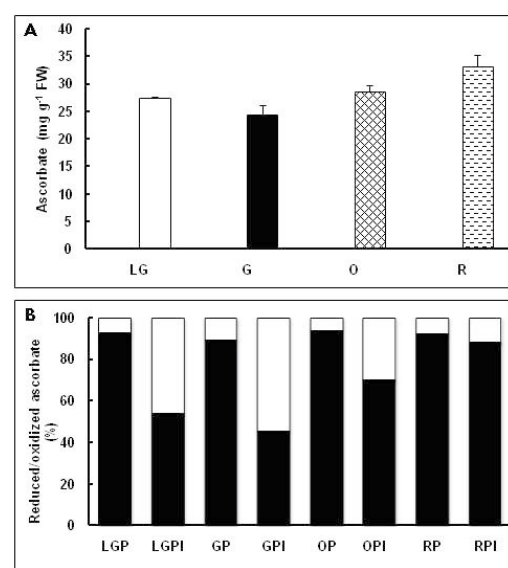 A
Ascorbate (mg g⁻¹ FW)
40
35
30
25
20
15
10
5
0
LG G O R
B
Reduced/oxidized ascorbate
(%)
100
80
60
40
20
0
LGP LGPI GP GPI OP OPI RP RPI